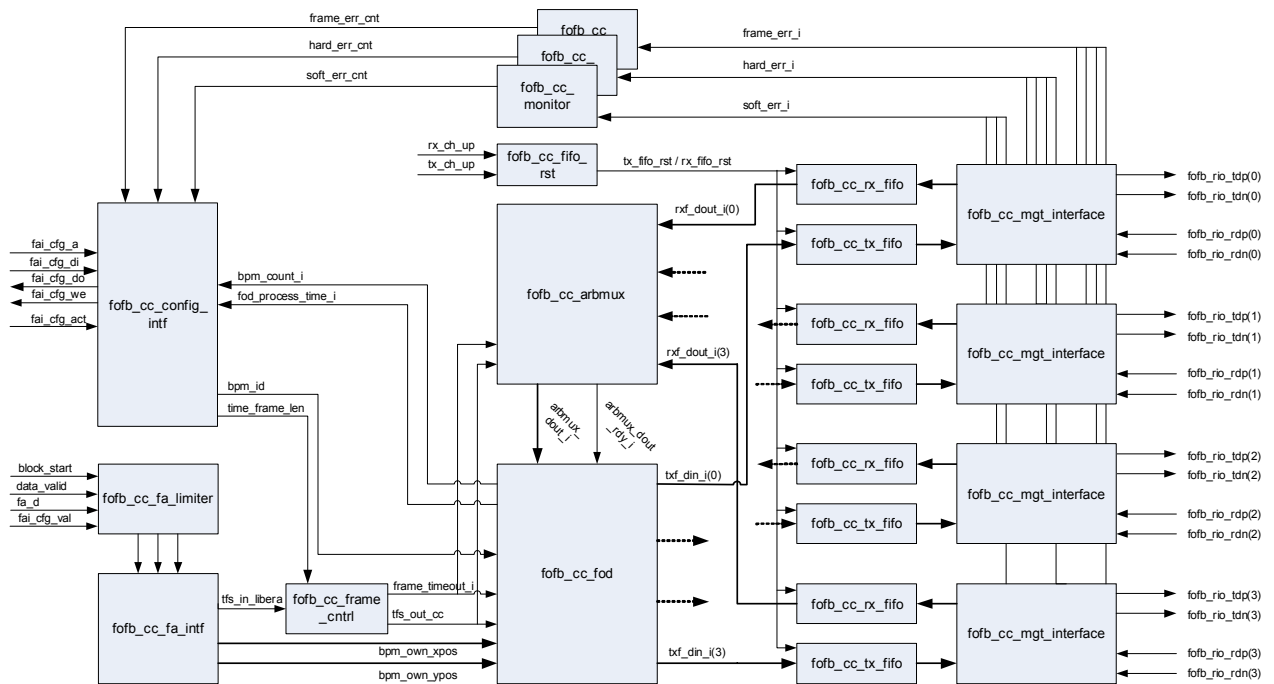 frame_err_cnt
fofb_cc
frame_err_i
hard_err_cnt
fofb_cc_
hard_err_i
soft_err_cnt
fofb_cc_
monitor
soft_err_i
rx_ch_up
tx_ch_up
fofb_cc_fifo_
rst
tx_fifo_rst / rx_fifo_rst
fofb_cc_rx_fifo
fofb_cc_mgt_interface
fofb_rio_tdp(0)
fofb_rio_tdn(0)
rxf_dout_i(0)
fofb_cc_tx_fifo
fofb_rio_rdp(0)
fofb_rio_rdn(0)
fai_cfg_a
fai_cfg_di
fai_cfg_do
fai_cfg_we
fai_cfg_act
fofb_cc_config_
intf
bpm_count_i
fod_process_time_i
fofb_cc_arbmux
fofb_cc_rx_fifo
fofb_cc_mgt_interface
fofb_rio_tdp(1)
fofb_rio_tdn(1)
rxf_dout_i(3)
fofb_cc_tx_fifo
fofb_rio_rdp(1)
fofb_rio_rdn(1)
bpm_id
time_frame_len
arbmux_
dout_i
arbmux_dout
_rdy_i
block_start
data_valid
fa_d
fai_cfg_val
fofb_cc_fa_limiter
txf_din_i(0)
fofb_cc_rx_fifo
fofb_cc_mgt_interface
fofb_rio_tdp(2)
fofb_rio_tdn(2)
fofb_cc_tx_fifo
fofb_rio_rdp(2)
fofb_rio_rdn(2)
fofb_cc_fod
tfs_in_libera
fofb_cc_frame
_cntrl
frame_timeout_i
tfs_out_cc
fofb_cc_fa_intf
bpm_own_xpos
bpm_own_ypos
txf_din_i(3)
fofb_cc_rx_fifo
fofb_cc_mgt_interface
fofb_rio_tdp(3)
fofb_rio_tdn(3)
fofb_cc_tx_fifo
fofb_rio_rdp(3)
fofb_rio_rdn(3)